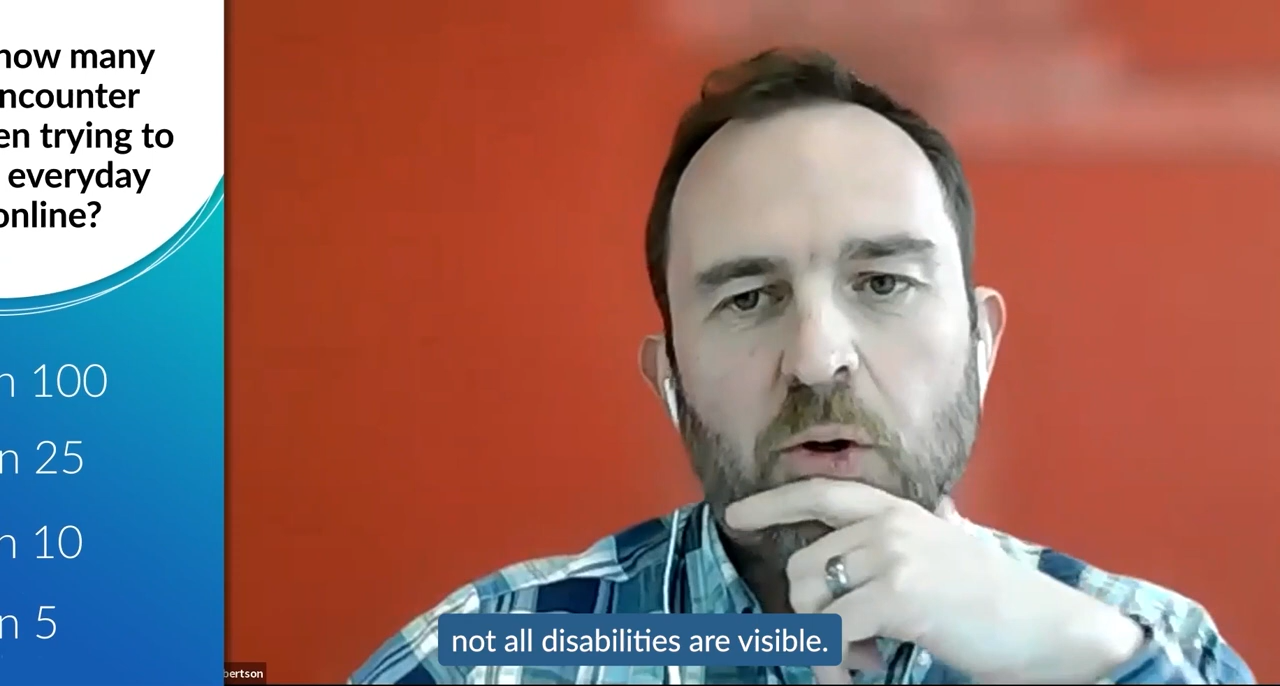 how many
ncounter
en trying to
everyday
online?
n 100
n 25
n 10
n 5
not all disabilities are visible.
bertson